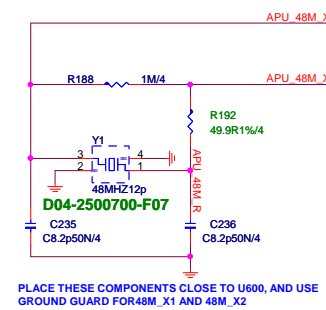 APU_48M_X
R188
1M/4
APU_48M_X
R192
49.9R1%/4
Y1
3
4
2
1
APU_48M_R
48MHZ12p
D04-2500700-F07
C235
C8.2p50N/4
C236
C8.2p50N/4
PLACE THESE COMPONENTS CLOSE TO U600, AND USE
GROUND GUARD FOR48M_X1 AND 48M_X2